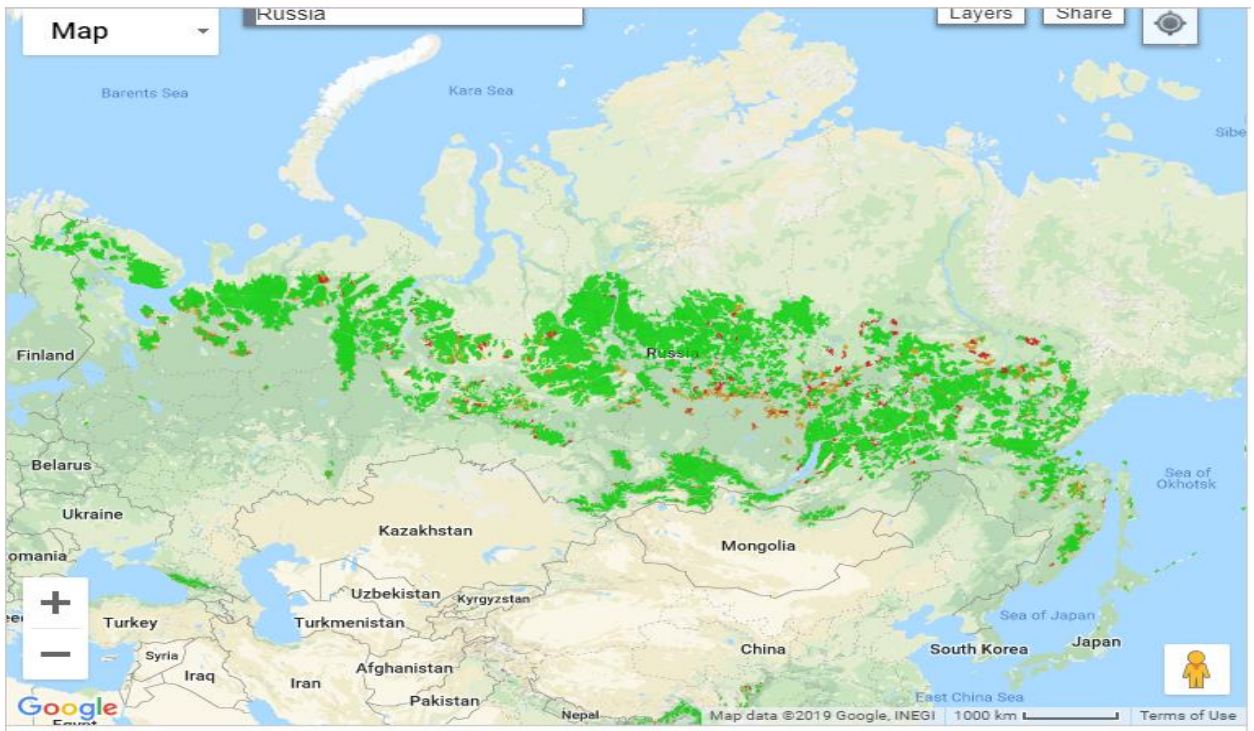 Map
Russia
Layers
Share
Barents Sea
Kara Sea
Sibe
Finland
Russia
Belarus
Sea of
Okhotsk
Ukraine
Kazakhstan
omania
Mongolia
Uzbekistan
Kyrgyzstan
+
Turkey
Turkmenistan
Sea of Japan
Japan
−
Syria
China
South Korea
Iraq
Iran
Afghanistan
Pakistan
East China Sea
Google
Nepal
Map data ©2019 Google, INEGI
1000 km
Terms of Use
Egypt